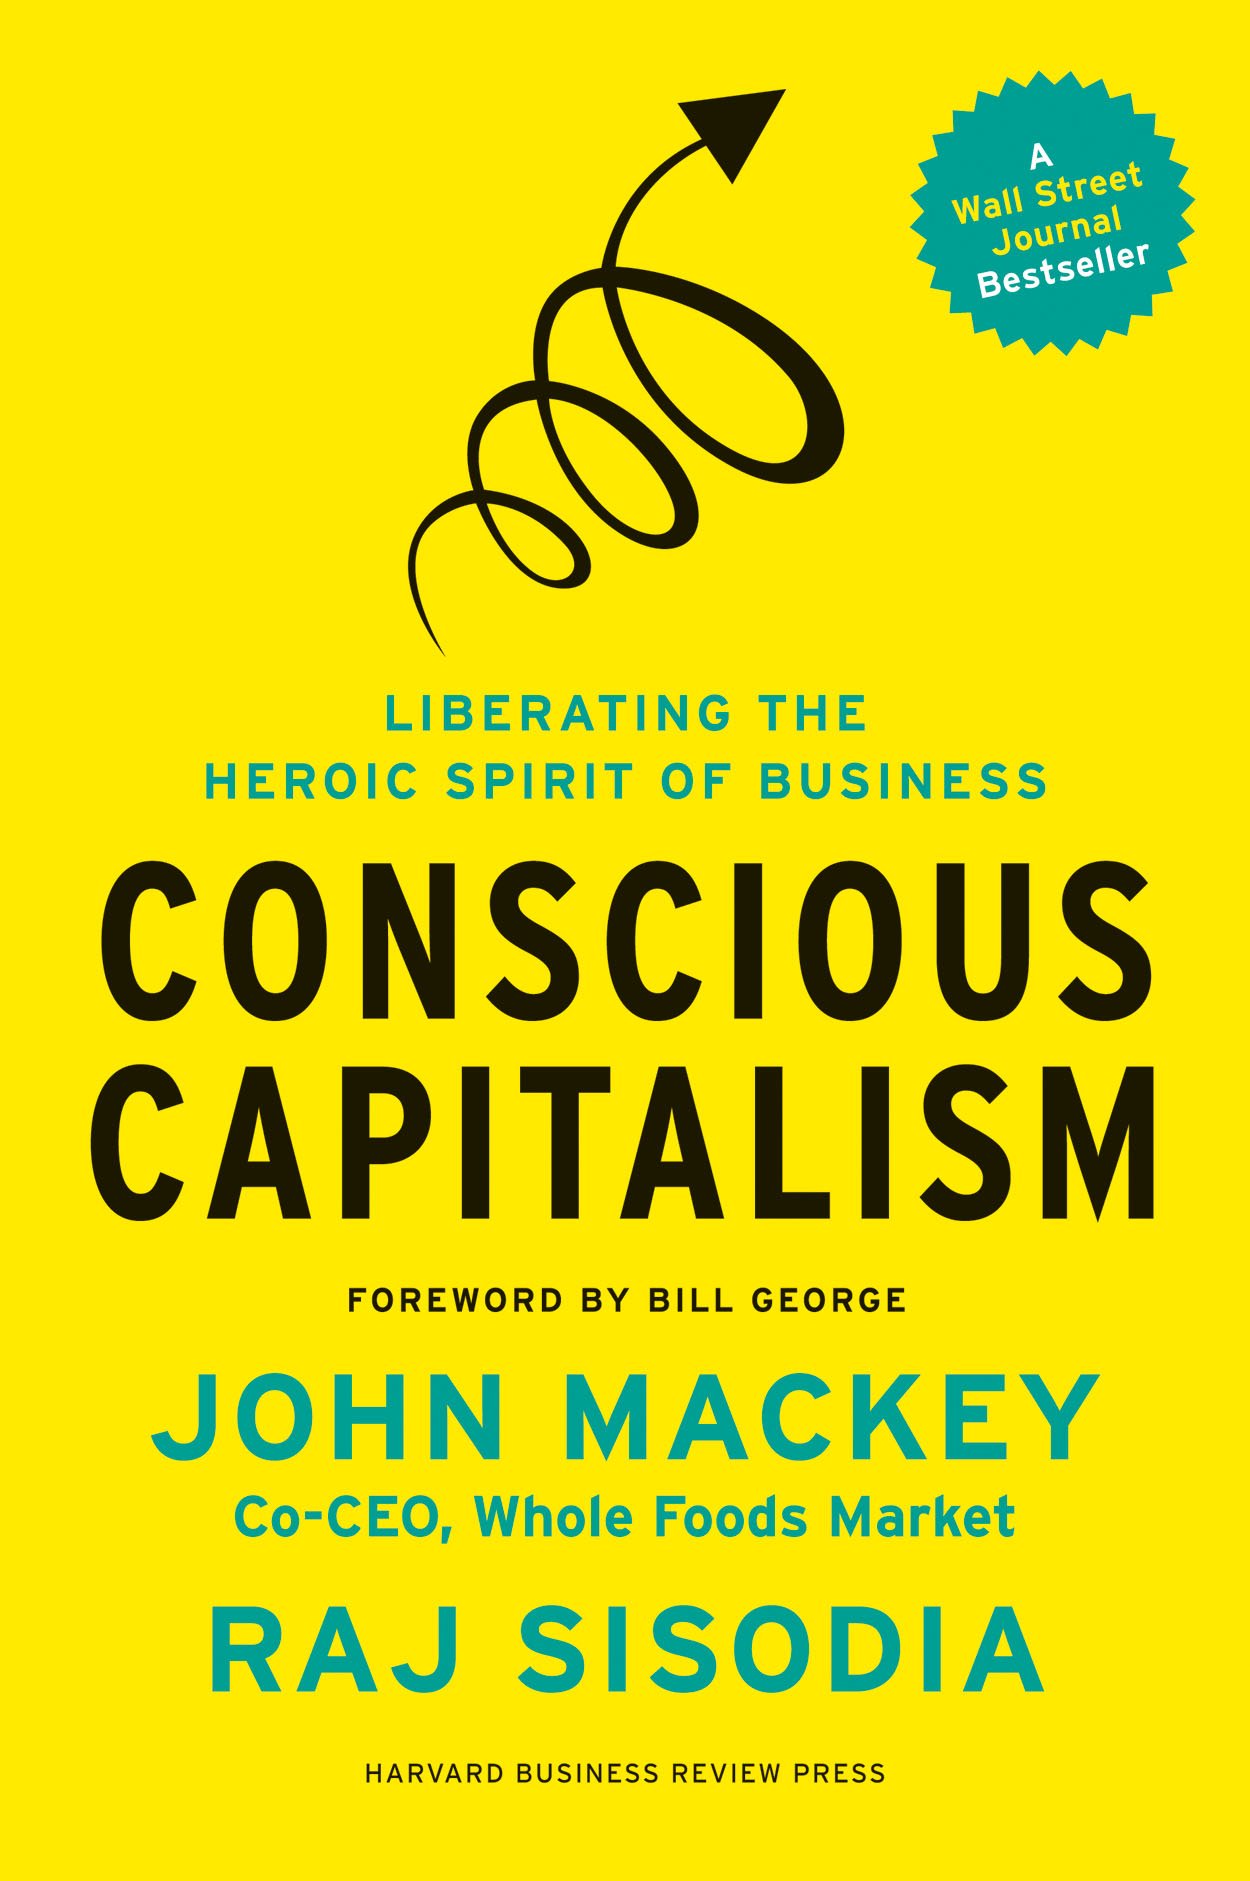 A
Wall Street
Journal
Bestseller
LIBERATING THE
HEROIC SPIRIT OF BUSINESS
CONSCIOUS
CAPITALISM
FOREWORD BY BILL GEORGE
JOHN MACKEY
Co-CEO, Whole Foods Market
RAJ SISODIA
HARVARD BUSINESS REVIEW PRESS